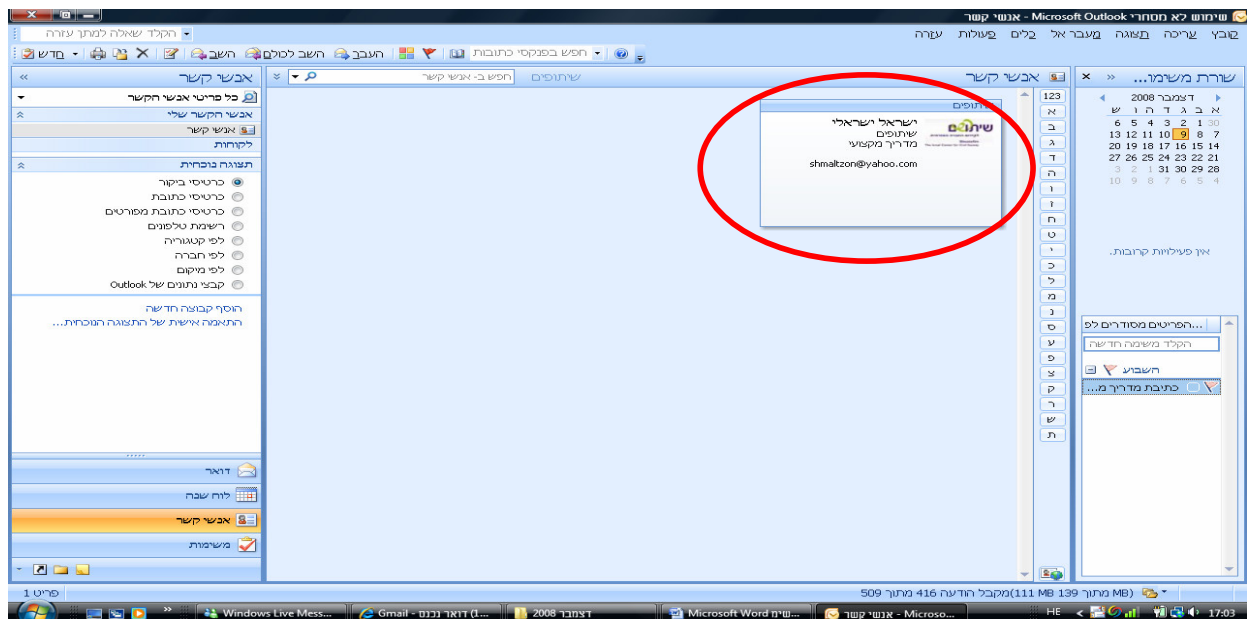 שימוש לא מסחרי Microsoft Outlook - אנשי קשר
קובץ עריכה תצוגה מעבר אל כלים פעולות עזרה
הקלד שאלה למתן עזרה
חדש
השב
השב לכולם
העבר
חפש בפנקסי כתובות
שורת משימו...
דצמבר 2008
א ב ג ד ה ו ש
30 1 2 3 4 5 6
7 8 9 10 11 12 13
14 15 16 17 18 19 20
21 22 23 24 25 26 27
28 29 30 31 1 2 3
4 5 6 7 8 9 10
אין פעילויות קרובות.
הפריטים מסודרים לפ...
הקלד משימה חדשה
השבוע
כתיבת מדריך מ...
אנשי קשר
שיתופים
חפש ב- אנשי קשר
123
א
ב
ג
ד
ה
ו
ז
ח
ט
י
כ
ל
מ
נ
ס
ע
פ
צ
ק
ר
ש
ת
שיתופים
שיתופים
ישראל ישראלי
שיתופים
מדריך מקצועי
shmaltzon@yahoo.com
אנשי קשר
כל פריטי אנשי הקשר
אנשי הקשר שלי
אנשי קשר
לקוחות
תצוגה נוכחית
כרטיסי ביקור
כרטיסי כתובת
כרטיסי כתובת מפורטים
רשימת טלפונים
לפי קטגוריה
לפי חברה
לפי מיקום
קבצי נתונים של Outlook
הוסף קבוצה חדשה
התאמה אישית של התצוגה הנוכחית...
דואר
לוח שנה
אנשי קשר
משימות
פריט 1
מקבל הודעה 416 מתוך 509 (111 MB מתוך 139 MB)
Windows Live Mess...
Gmail - דואר נכנס (1...
דצמבר 2008
Microsoft Word שימ...
אנשי קשר - Microso...
HE
17:03